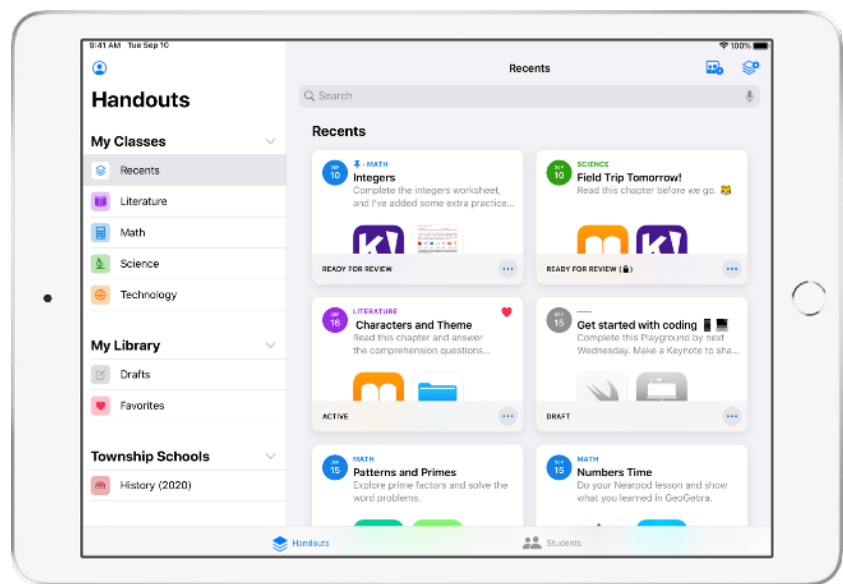 9:41 AM Tue Sep 10
100%
Handouts
My Classes
Recents
Literature
Math
Science
Technology
My Library
Drafts
Favorites
Township Schools
History (2020)
Recents
Search
Recents
SEP
10
MATH
Integers
Complete the integers worksheet,
and I've added some extra practice...
K!
READY FOR REVIEW
SEP
10
SCIENCE
Field Trip Tomorrow!
Read this chapter before we go. 😼
K!
READY FOR REVIEW (🔒)
SEP
16
LITERATURE
Characters and Theme
Read this chapter and answer
the comprehension questions...
ACTIVE
SEP
15
Get started with coding 📱 💻
Complete this Playground by next
Wednesday. Make a Keynote to sha...
DRAFT
SEP
15
MATH
Patterns and Primes
Explore prime factors and solve the
word problems.
SEP
15
MATH
Numbers Time
Do your Nearpod lesson and show
what you learned in GeoGebra.
Handouts
Students